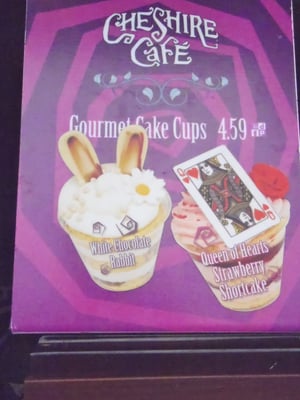 CHESHIRE
CAFÉ
Gourmet Cake Cups 4.59
White Chocolate
Rabbit
Queen of Hearts
Strawberry
Shortcake